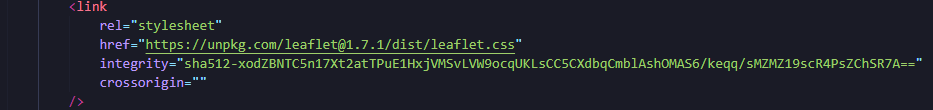 <link
rel="stylesheet"
href="https://unpkg.com/leaflet@1.7.1/dist/leaflet.css"
integrity="sha512-xodZBNTC5n17Xt2atTPuE1HxjVMSvLVW9ocqUKLsCC5CXdbqCmblAshOMAS6/keqq/sMZMZ19scR4PsZChSR7A=="
crossorigin=""
/>